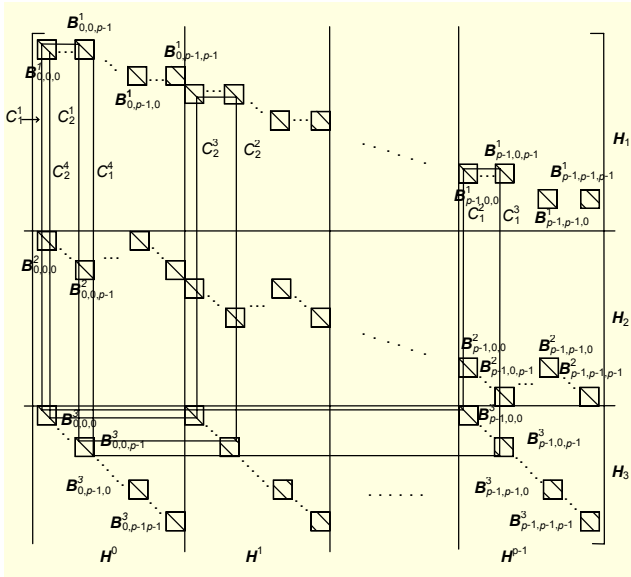 B^1_{0,0,p-1}
B^1_{0,p-1,p-1}
B^1_{0,0,0}
B^1_{0,p-1,0}
C^1_1
C^1_2
C^3_2
C^2_2
B^1_{p-1,0,p-1}
H_1
C^4_2
C^4_1
B^1_{p-1,p-1,p-1}
B^1_{p-1,0,0}
C^2_1
C^3_1
B^1_{p-1,p-1,0}
B^2_{0,0,0}
B^2_{0,0,p-1}
H_2
B^2_{p-1,0,0}
B^2_{p-1,p-1,0}
B^2_{p-1,0,p-1}
B^2_{p-1,p-1,p-1}
B^3_{0,0,0}
B^3_{p-1,0,0}
B^3_{0,0,p-1}
B^3_{p-1,0,p-1}
H_3
B^3_{0,p-1,0}
B^3_{p-1,p-1,0}
B^3_{0,p-1p-1}
B^3_{p-1,p-1,p-1}
H^0
H^1
H^{p-1}